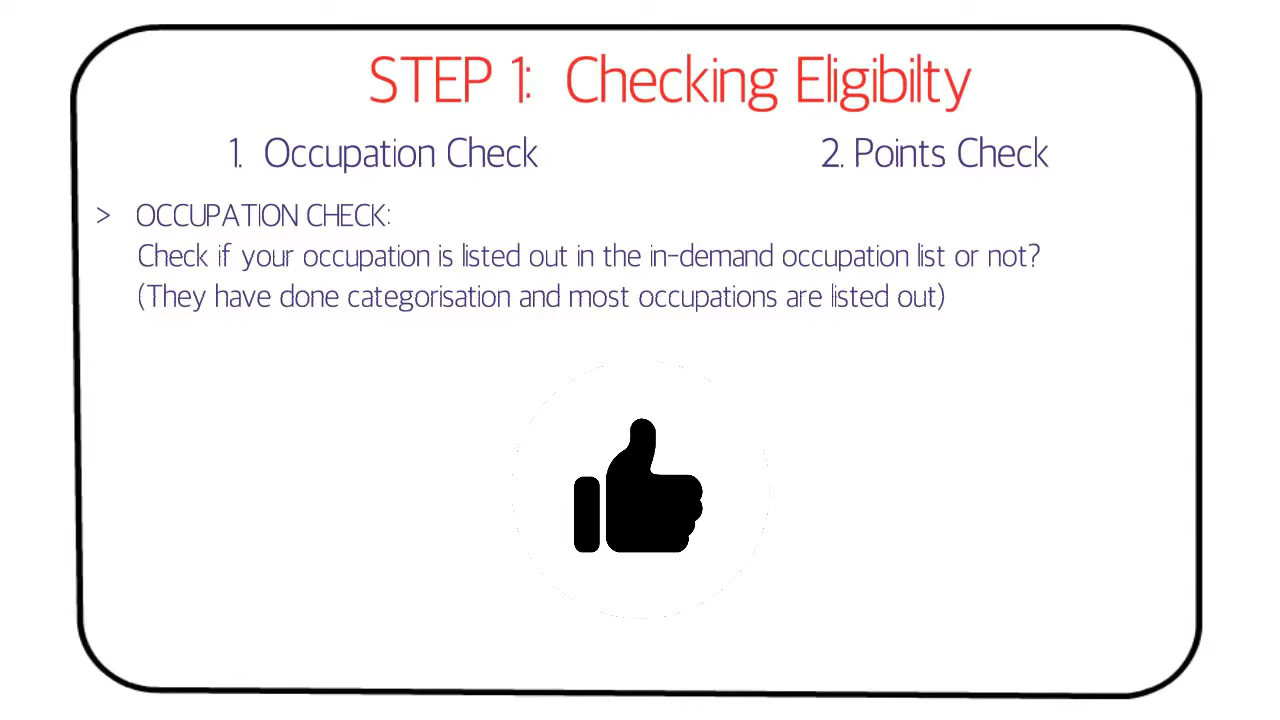 STEP 1: Checking Eligibilty
1. Occupation Check 2. Points Check
> OCCUPATION CHECK:
Check if your occupation is listed out in the in-demand occupation list or not?
(They have done categorisation and most occupations are listed out)